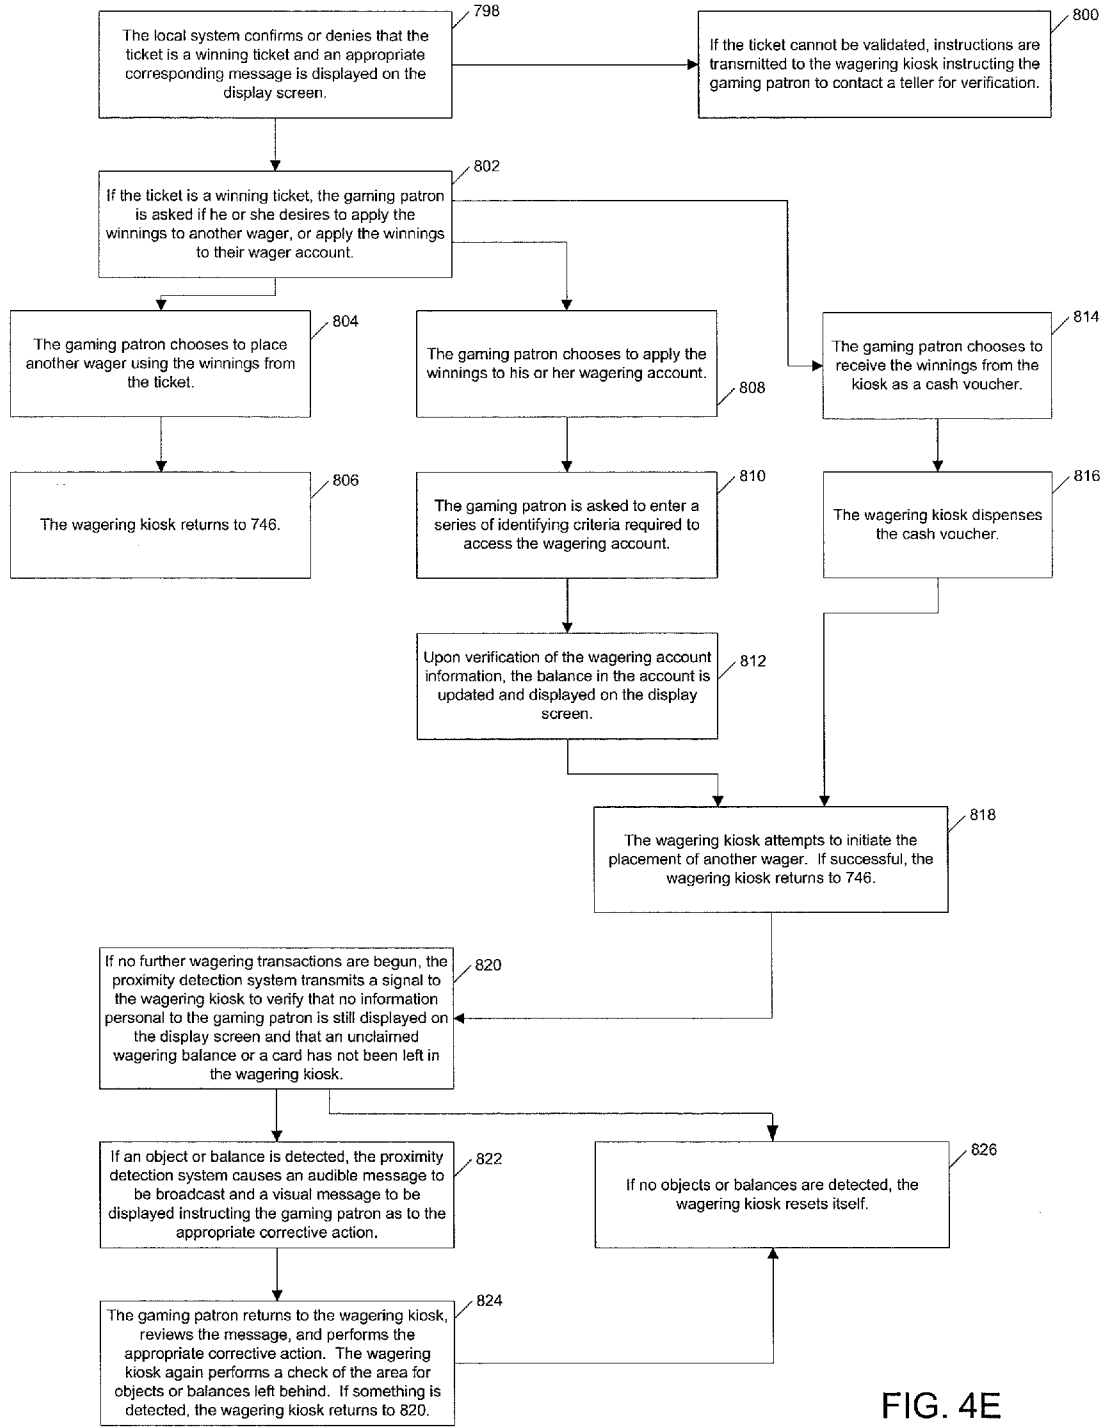 798
The local system confirms or denies that the
ticket is a winning ticket and an appropriate
corresponding message is displayed on the
display screen.
800
If the ticket cannot be validated, instructions are
transmitted to the wagering kiosk instructing the
gaming patron to contact a teller for verification.
802
If the ticket is a winning ticket, the gaming patron
is asked if he or she desires to apply the
winnings to another wager, or apply the winnings
to their wager account.
804
The gaming patron chooses to place
another wager using the winnings from
the ticket.
The gaming patron chooses to apply the
winnings to his or her wagering account.
808
814
The gaming patron chooses to
receive the winnings from the
kiosk as a cash voucher.
806
The wagering kiosk returns to 746.
810
The gaming patron is asked to enter a
series of identifying criteria required to
access the wagering account.
816
The wagering kiosk dispenses
the cash voucher.
812
Upon verification of the wagering account
information, the balance in the account is
updated and displayed on the display
screen.
818
The wagering kiosk attempts to initiate the
placement of another wager.  If successful, the
wagering kiosk returns to 746.
820
If no further wagering transactions are begun, the
proximity detection system transmits a signal to
the wagering kiosk to verify that no information
personal to the gaming patron is still displayed on
the display screen and that an unclaimed
wagering balance or a card has not been left in
the wagering kiosk.
822
If an object or balance is detected, the proximity
detection system causes an audible message to
be broadcast and a visual message to be
displayed instructing the gaming patron as to the
appropriate corrective action.
826
If no objects or balances are detected, the
wagering kiosk resets itself.
824
The gaming patron returns to the wagering kiosk,
reviews the message, and performs the
appropriate corrective action.  The wagering
kiosk again performs a check of the area for
objects or balances left behind.  If something is
detected, the wagering kiosk returns to 820.
FIG. 4E